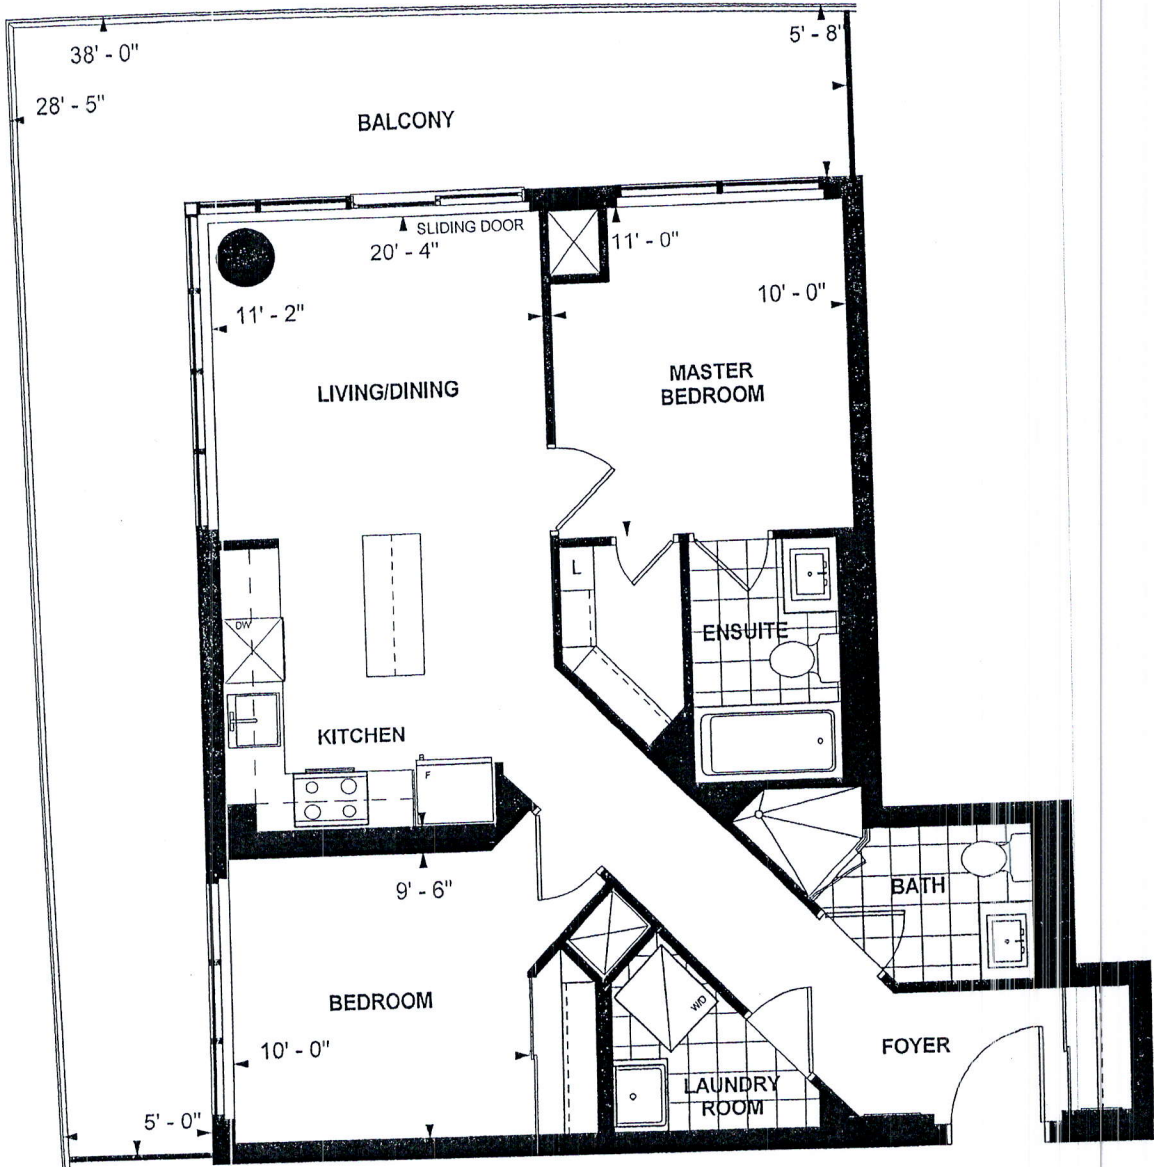 38' - 0"
5' - 8"
28' - 5"
BALCONY
SLIDING DOOR
20' - 4"
11' - 0"
11' - 2"
10' - 0"
LIVING/DINING
MASTER
BEDROOM
L
DW
ENSUITE
KITCHEN
F
9' - 6"
BATH
BEDROOM
W/D
10' - 0"
FOYER
LAUNDRY
ROOM
5' - 0"